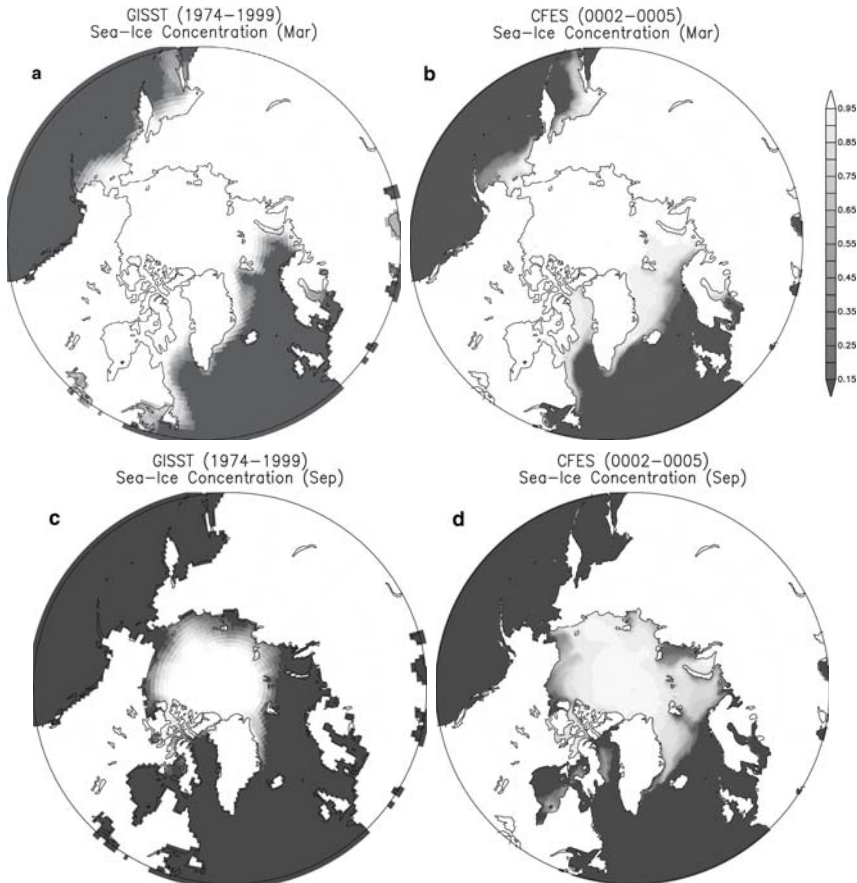 GISST (1974−1999)
Sea−Ice Concentration (Mar)
CFES (0002−0005)
Sea−Ice Concentration (Mar)
a
b
0.95
0.85
0.75
0.65
0.55
0.45
0.35
0.25
0.15
GISST (1974−1999)
Sea−Ice Concentration (Sep)
CFES (0002−0005)
Sea−Ice Concentration (Sep)
c
d